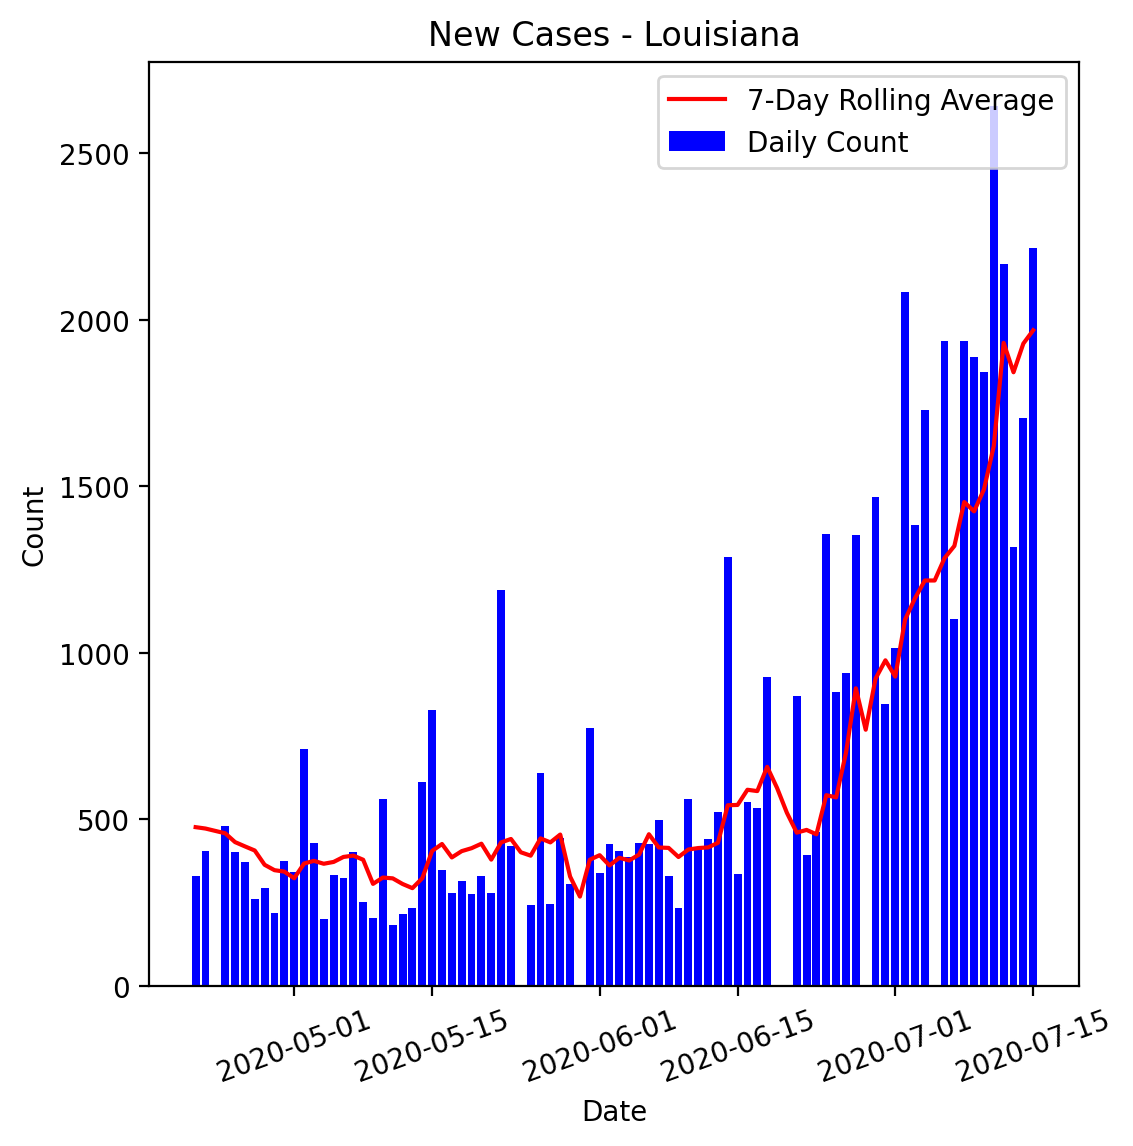 New Cases - Louisiana
7-Day Rolling Average
Daily Count
Count
2500
2000
1500
1000
500
0
2020-05-01
2020-05-15
2020-06-01
2020-06-15
2020-07-01
2020-07-15
Date